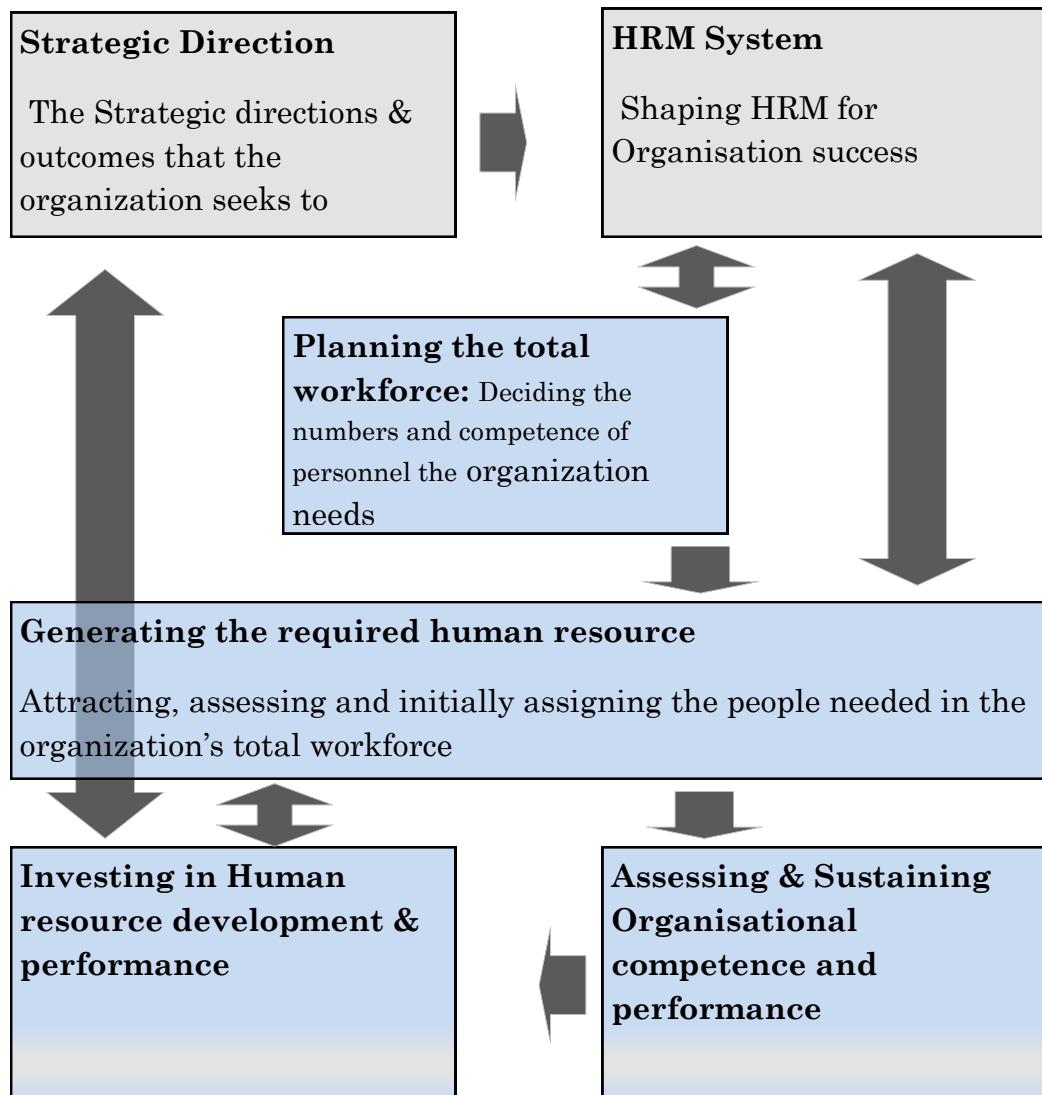 Strategic Direction
The Strategic directions &
outcomes that the
organization seeks to
HRM System
Shaping HRM for
Organisation success
Planning the total
workforce: Deciding the
numbers and competence of
personnel the organization
needs
Generating the required human resource
Attracting, assessing and initially assigning the people needed in the
organization's total workforce
Investing in Human
resource development &
performance
Assessing & Sustaining
Organisational
competence and
performance